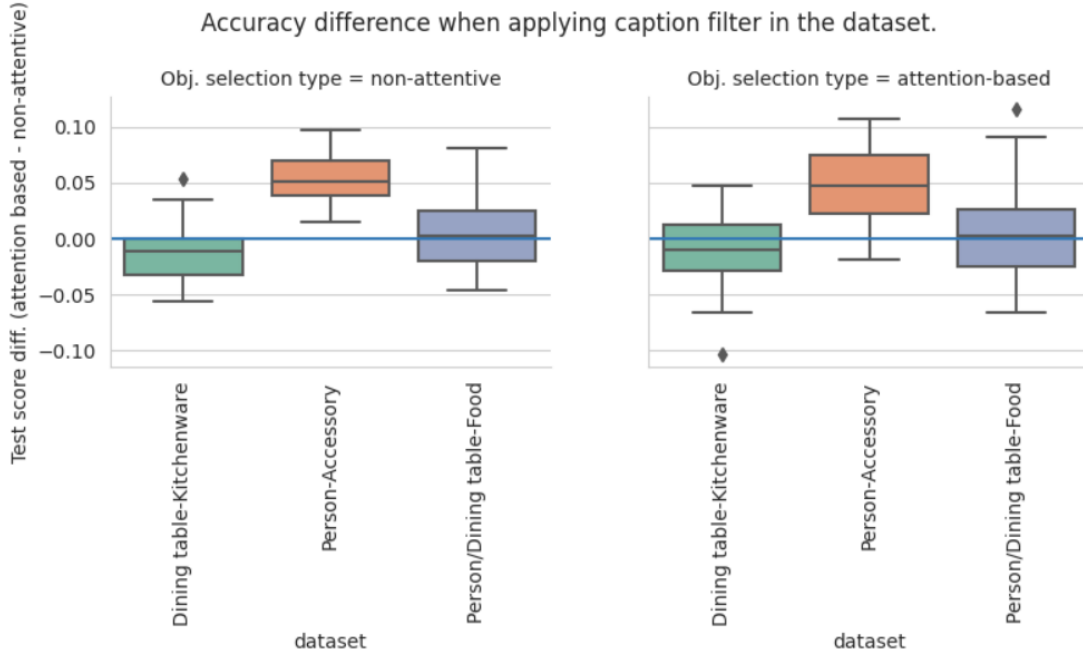 Accuracy difference when applying caption filter in the dataset.
Test score diff. (attention based - non-attentive)
Obj. selection type = non-attentive
Obj. selection type = attention-based
0.10
0.05
0.00
−0.05
−0.10
Dining table-Kitchenware
Person-Accessory
Person/Dining table-Food
Dining table-Kitchenware
Person-Accessory
Person/Dining table-Food
dataset
dataset